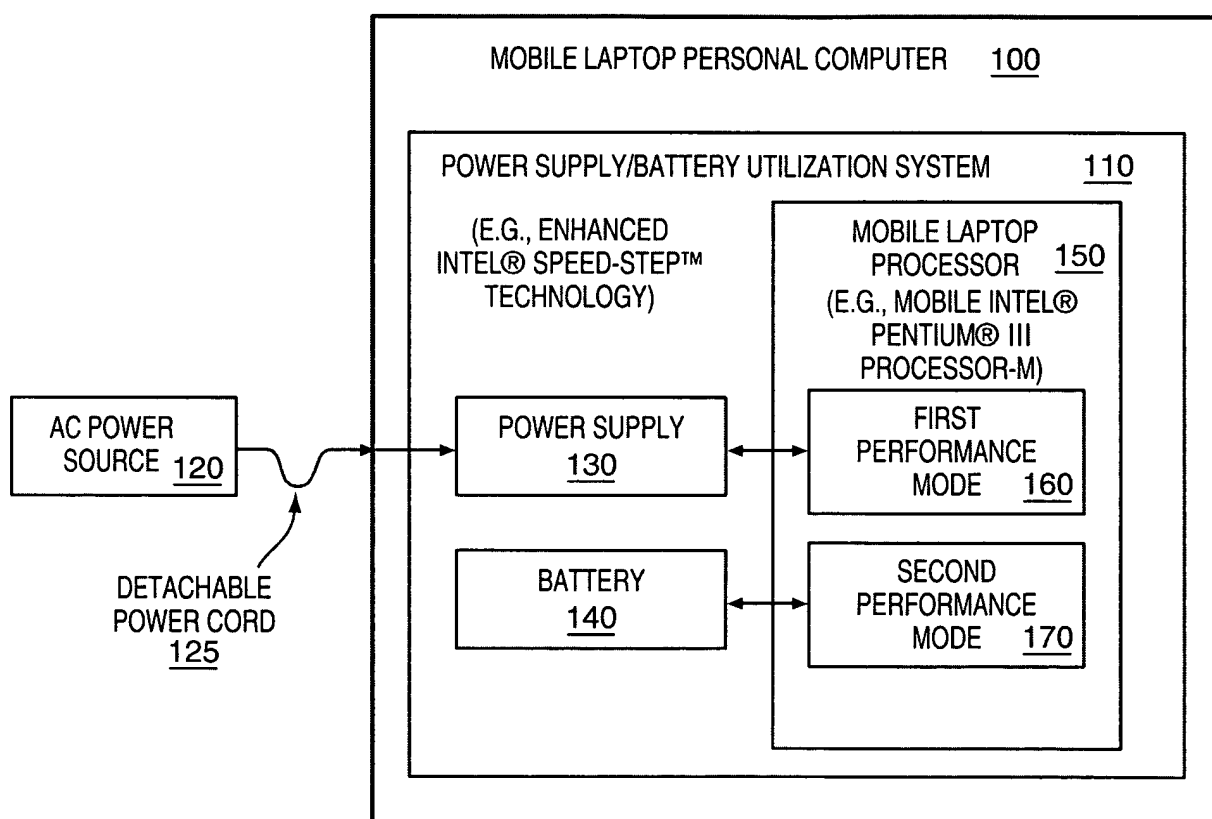 MOBILE LAPTOP PERSONAL COMPUTER 100
POWER SUPPLY/BATTERY UTILIZATION SYSTEM 110
(E.G., ENHANCED
INTEL® SPEED-STEP™
TECHNOLOGY)
MOBILE LAPTOP
PROCESSOR 150
(E.G., MOBILE INTEL®
PENTIUM® III
PROCESSOR-M)
AC POWER
SOURCE 120
DETACHABLE
POWER CORD
125
POWER SUPPLY
130
FIRST
PERFORMANCE
MODE 160
BATTERY
140
SECOND
PERFORMANCE
MODE 170